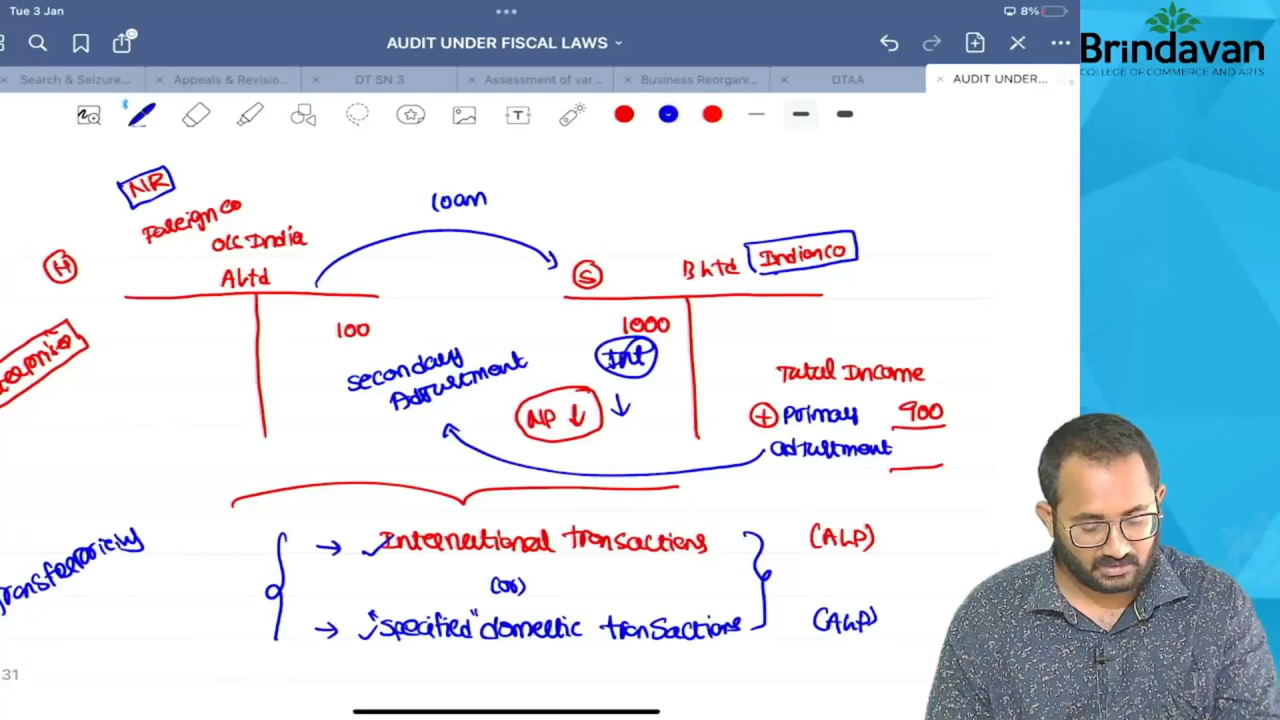 Tue 3 Jan
8%
AUDIT UNDER FISCAL LAWS
Brindavan
COLLEGE OF COMMERCE AND ARTS
Search & Seizure...
Appeals & Revisio...
DT SN 3
Assessment of var...
Business Reorgani...
DTAA
AUDIT UNDER...
T
NR
Foreign co
O/s India
loan
H
A Ltd
S
B Ltd
Indian co
100
1000
Int
Secondary
Adjustment
NP ↓
↓
Total Income
+ Primary 900
adjustment
→ International transactions (ALP)
(or)
→ "specified" domestic transactions (ALP)
31